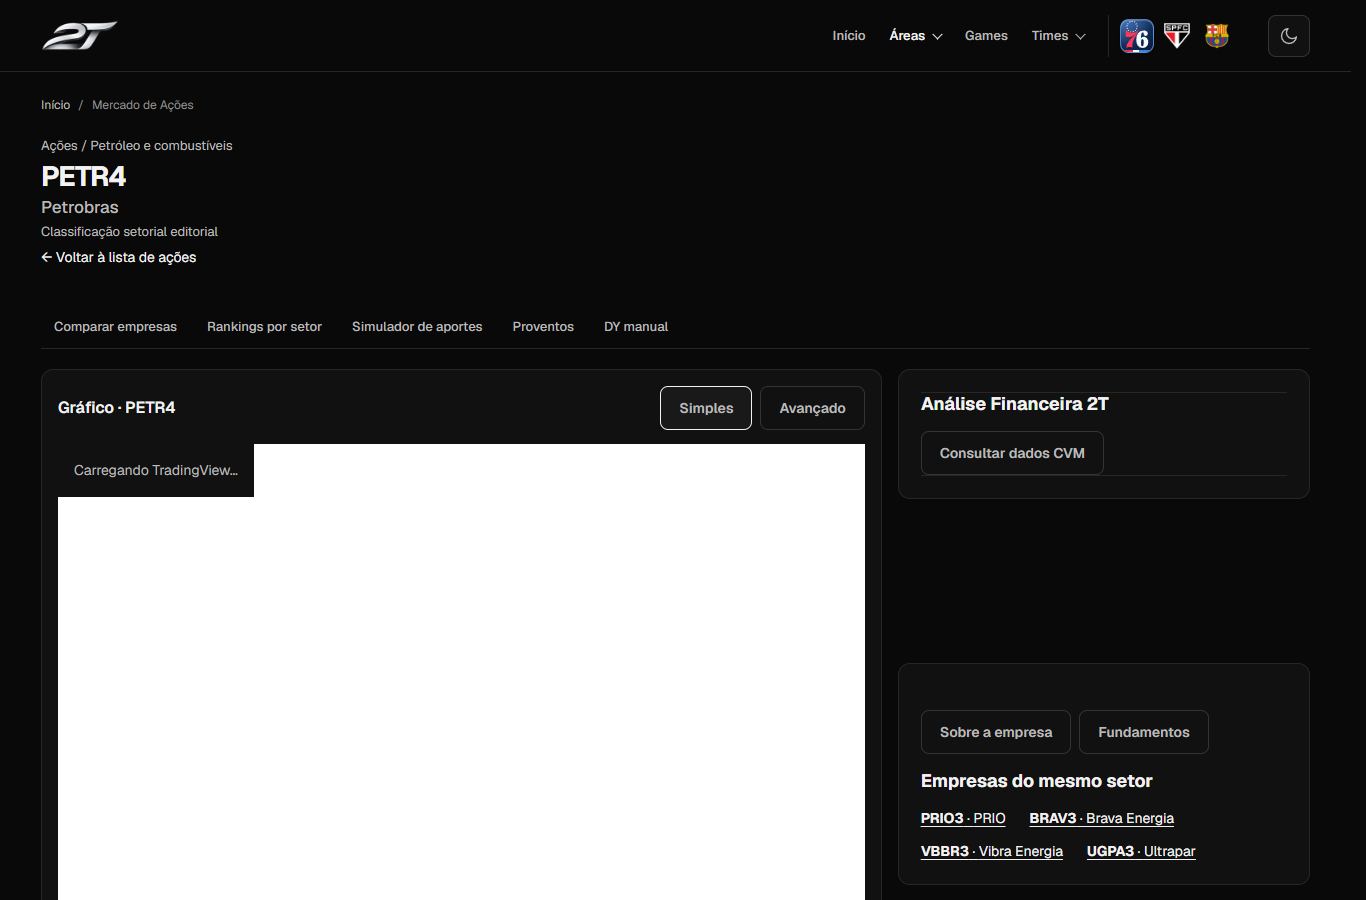 2T
Início
Áreas
Games
Times
76
SPFC
Início / Mercado de Ações
Ações / Petróleo e combustíveis
PETR4
Petrobras
Classificação setorial editorial
← Voltar à lista de ações
Comparar empresas
Rankings por setor
Simulador de aportes
Proventos
DY manual
Gráfico · PETR4
Simples
Avançado
Carregando TradingView...
Análise Financeira 2T
Consultar dados CVM
Sobre a empresa
Fundamentos
Empresas do mesmo setor
PRIO3 · PRIO
BRAV3 · Brava Energia
VBBR3 · Vibra Energia
UGPA3 · Ultrapar